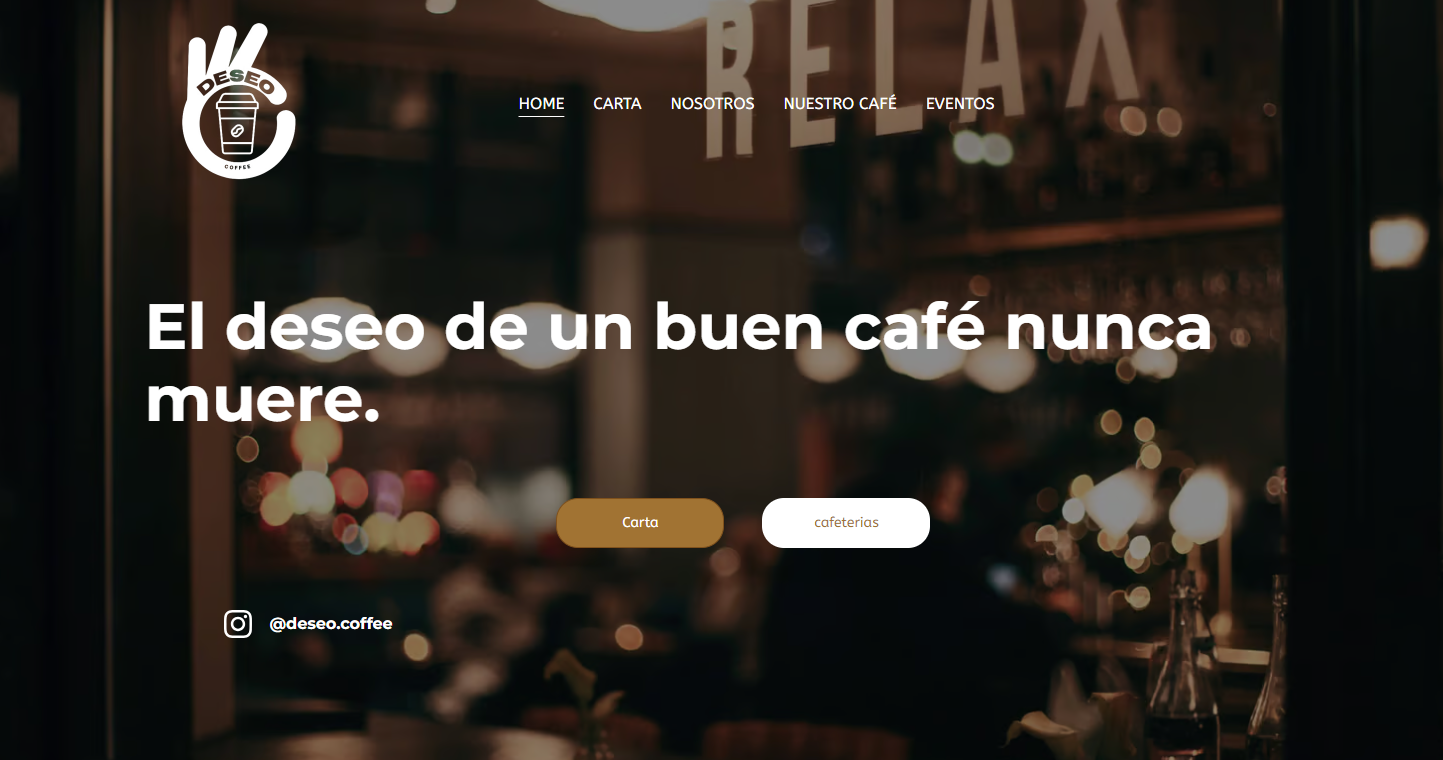 DESEO
COFFEE
RELAX
HOME CARTA NOSOTROS NUESTRO CAFÉ EVENTOS
El deseo de un buen café nunca
muere.
Carta cafeterias
@deseo.coffee